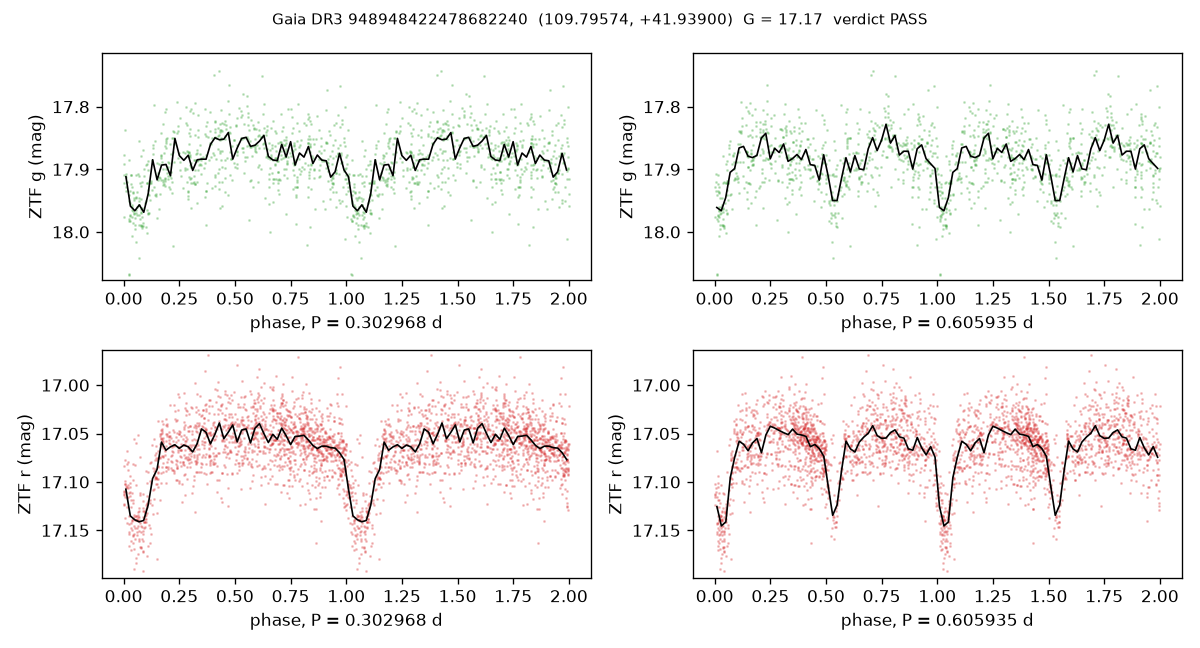 Gaia DR3 948948422478682240  (109.79574, +41.93900)  G = 17.17  verdict PASS
ZTF g (mag)
17.8
17.9
18.0
0.00 0.25 0.50 0.75 1.00 1.25 1.50 1.75 2.00
phase, P = 0.302968 d
ZTF g (mag)
17.8
17.9
18.0
0.00 0.25 0.50 0.75 1.00 1.25 1.50 1.75 2.00
phase, P = 0.605935 d
ZTF r (mag)
17.00
17.05
17.10
17.15
0.00 0.25 0.50 0.75 1.00 1.25 1.50 1.75 2.00
phase, P = 0.302968 d
ZTF r (mag)
17.00
17.05
17.10
17.15
0.00 0.25 0.50 0.75 1.00 1.25 1.50 1.75 2.00
phase, P = 0.605935 d